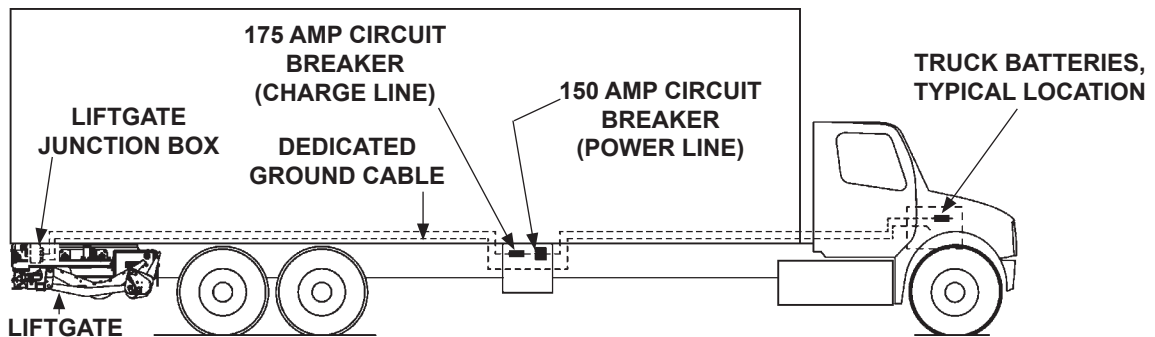 175 AMP CIRCUIT
BREAKER
(CHARGE LINE)
150 AMP CIRCUIT
BREAKER
(POWER LINE)
TRUCK BATTERIES,
TYPICAL LOCATION
LIFTGATE
JUNCTION BOX
DEDICATED
GROUND CABLE
LIFTGATE